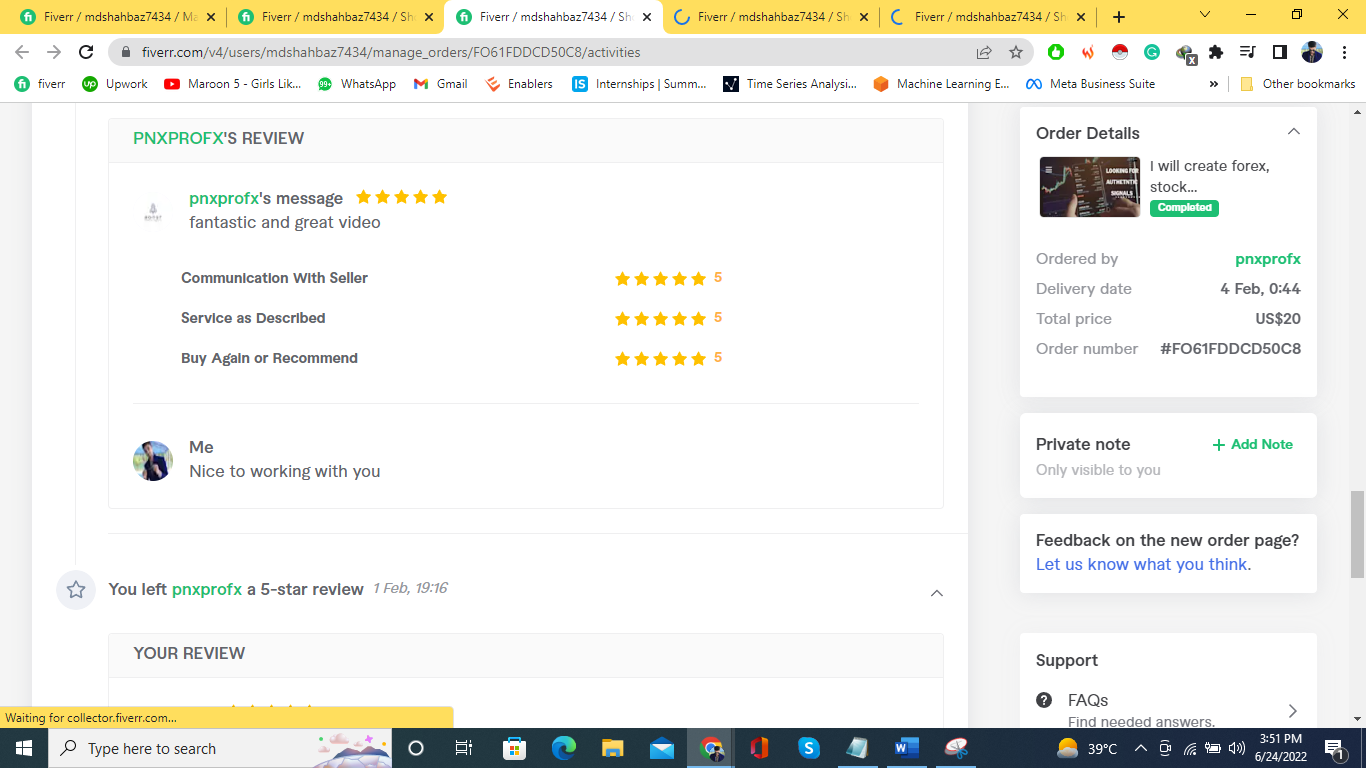 Fiverr / mdshahbaz7434 / Ma
Fiverr / mdshahbaz7434 / Sh
Fiverr / mdshahbaz7434 / Sh
Fiverr / mdshahbaz7434 / Sh
Fiverr / mdshahbaz7434 / Sh
fiverr.com/v4/users/mdshahbaz7434/manage_orders/FO61FDDCD50C8/activities
fiverr
Upwork
Maroon 5 - Girls Lik...
99+
WhatsApp
Gmail
Enablers
IS
Internships | Summ...
Time Series Analysi...
Machine Learning E...
Meta Business Suite
»
Other bookmarks
PNXPROFX'S REVIEW
pnxprofx's message
fantastic and great video
Communication With Seller 5
Service as Described 5
Buy Again or Recommend 5
Me
Nice to working with you
You left pnxprofx a 5-star review 1 Feb, 19:16
YOUR REVIEW
Order Details
LOOKING FOR
SIGNALS
I will create forex,
stock...
Completed
Ordered by pnxprofx
Delivery date 4 Feb, 0:44
Total price US$20
Order number #FO61FDDCD50C8
Private note + Add Note
Only visible to you
Feedback on the new order page?
Let us know what you think.
Support
FAQs
Find needed answers.
Waiting for collector.fiverr.com...
Type here to search
39°C
3:51 PM
6/24/2022
1